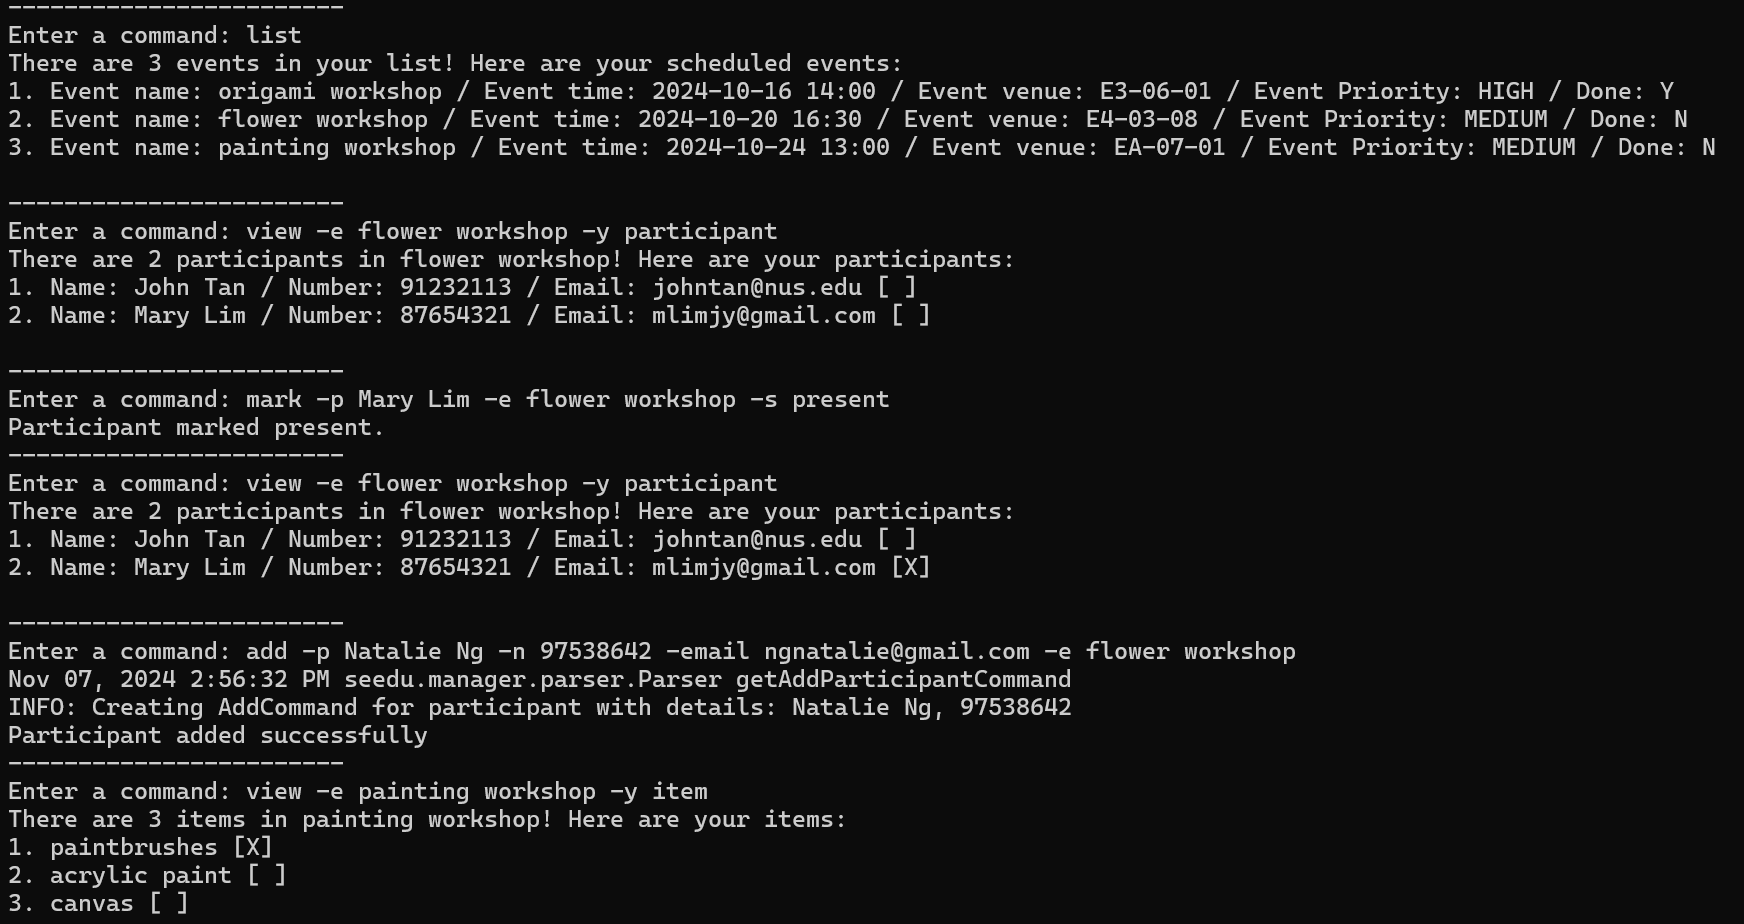 ------------------------
Enter a command: list
There are 3 events in your list! Here are your scheduled events:
1. Event name: origami workshop / Event time: 2024-10-16 14:00 / Event venue: E3-06-01 / Event Priority: HIGH / Done: Y
2. Event name: flower workshop / Event time: 2024-10-20 16:30 / Event venue: E4-03-08 / Event Priority: MEDIUM / Done: N
3. Event name: painting workshop / Event time: 2024-10-24 13:00 / Event venue: EA-07-01 / Event Priority: MEDIUM / Done: N

------------------------
Enter a command: view -e flower workshop -y participant
There are 2 participants in flower workshop! Here are your participants:
1. Name: John Tan / Number: 91232113 / Email: johntan@nus.edu [ ]
2. Name: Mary Lim / Number: 87654321 / Email: mlimjy@gmail.com [ ]

------------------------
Enter a command: mark -p Mary Lim -e flower workshop -s present
Participant marked present.
------------------------
Enter a command: view -e flower workshop -y participant
There are 2 participants in flower workshop! Here are your participants:
1. Name: John Tan / Number: 91232113 / Email: johntan@nus.edu [ ]
2. Name: Mary Lim / Number: 87654321 / Email: mlimjy@gmail.com [X]

------------------------
Enter a command: add -p Natalie Ng -n 97538642 -email ngnatalie@gmail.com -e flower workshop
Nov 07, 2024 2:56:32 PM seedu.manager.parser.Parser getAddParticipantCommand
INFO: Creating AddCommand for participant with details: Natalie Ng, 97538642
Participant added successfully
------------------------
Enter a command: view -e painting workshop -y item
There are 3 items in painting workshop! Here are your items:
1. paintbrushes [X]
2. acrylic paint [ ]
3. canvas [ ]